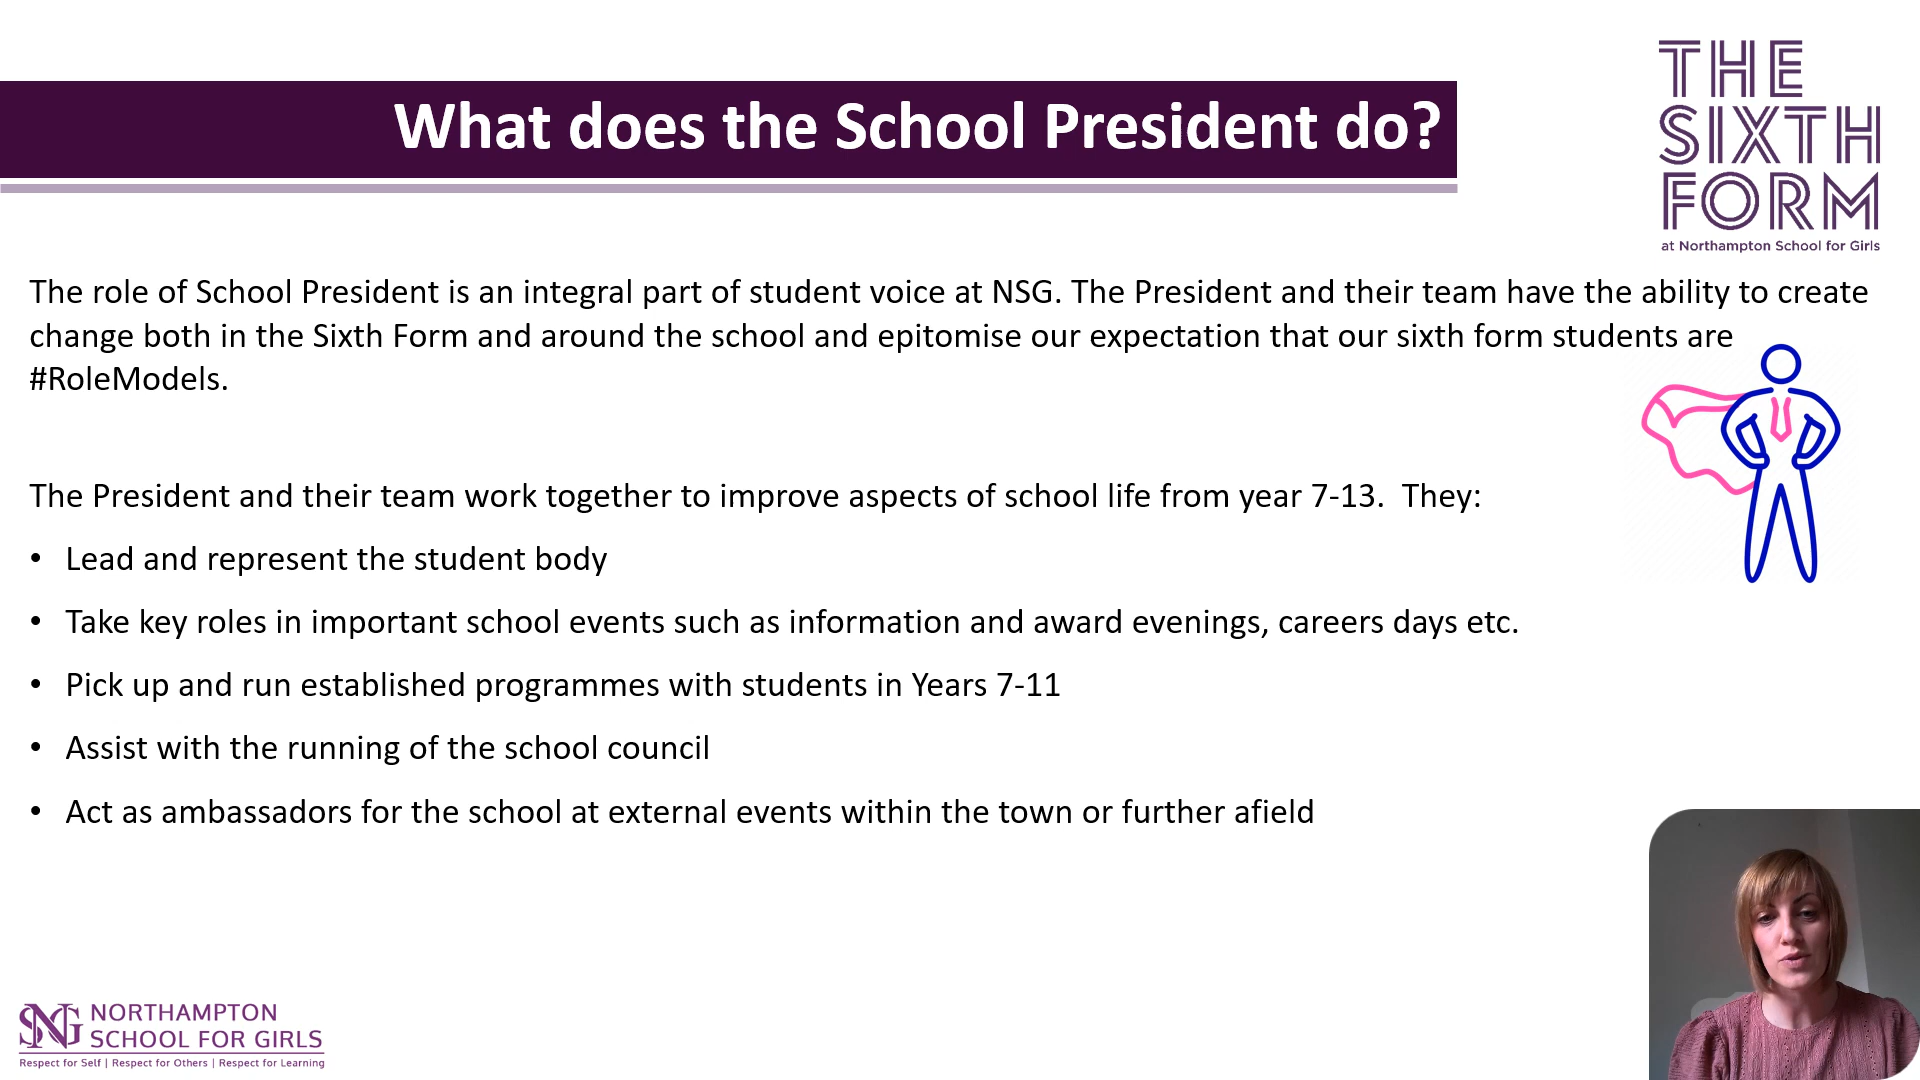 What does the School President do?
THE
SIXTH
FORM
at Northampton School for Girls
The role of School President is an integral part of student voice at NSG. The President and their team have the ability to create
change both in the Sixth Form and around the school and epitomise our expectation that our sixth form students are
#RoleModels.
The President and their team work together to improve aspects of school life from year 7-13.  They:
• Lead and represent the student body
• Take key roles in important school events such as information and award evenings, careers days etc.
• Pick up and run established programmes with students in Years 7-11
• Assist with the running of the school council
• Act as ambassadors for the school at external events within the town or further afield
SNG NORTHAMPTON
SCHOOL FOR GIRLS
Respect for Self | Respect for Others | Respect for Learning